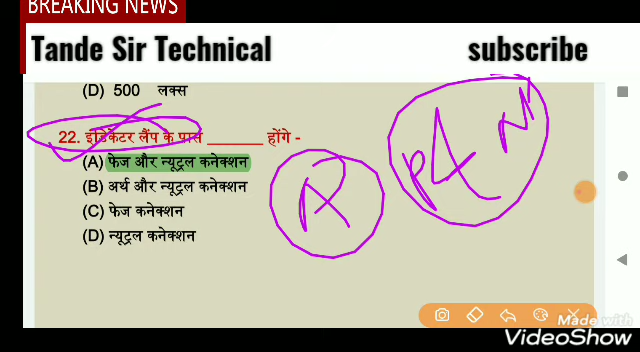 BREAKING NEWS
Tande Sir Technical subscribe
(D) 500 लक्स
22. इंडिकेटर लैंप के पास ______ होंगे -
(A) फेज और न्यूट्रल कनेक्शन
(B) अर्थ और न्यूट्रल कनेक्शन
(C) फेज कनेक्शन
(D) न्यूट्रल कनेक्शन
A
P & N
Made with
VideoShow